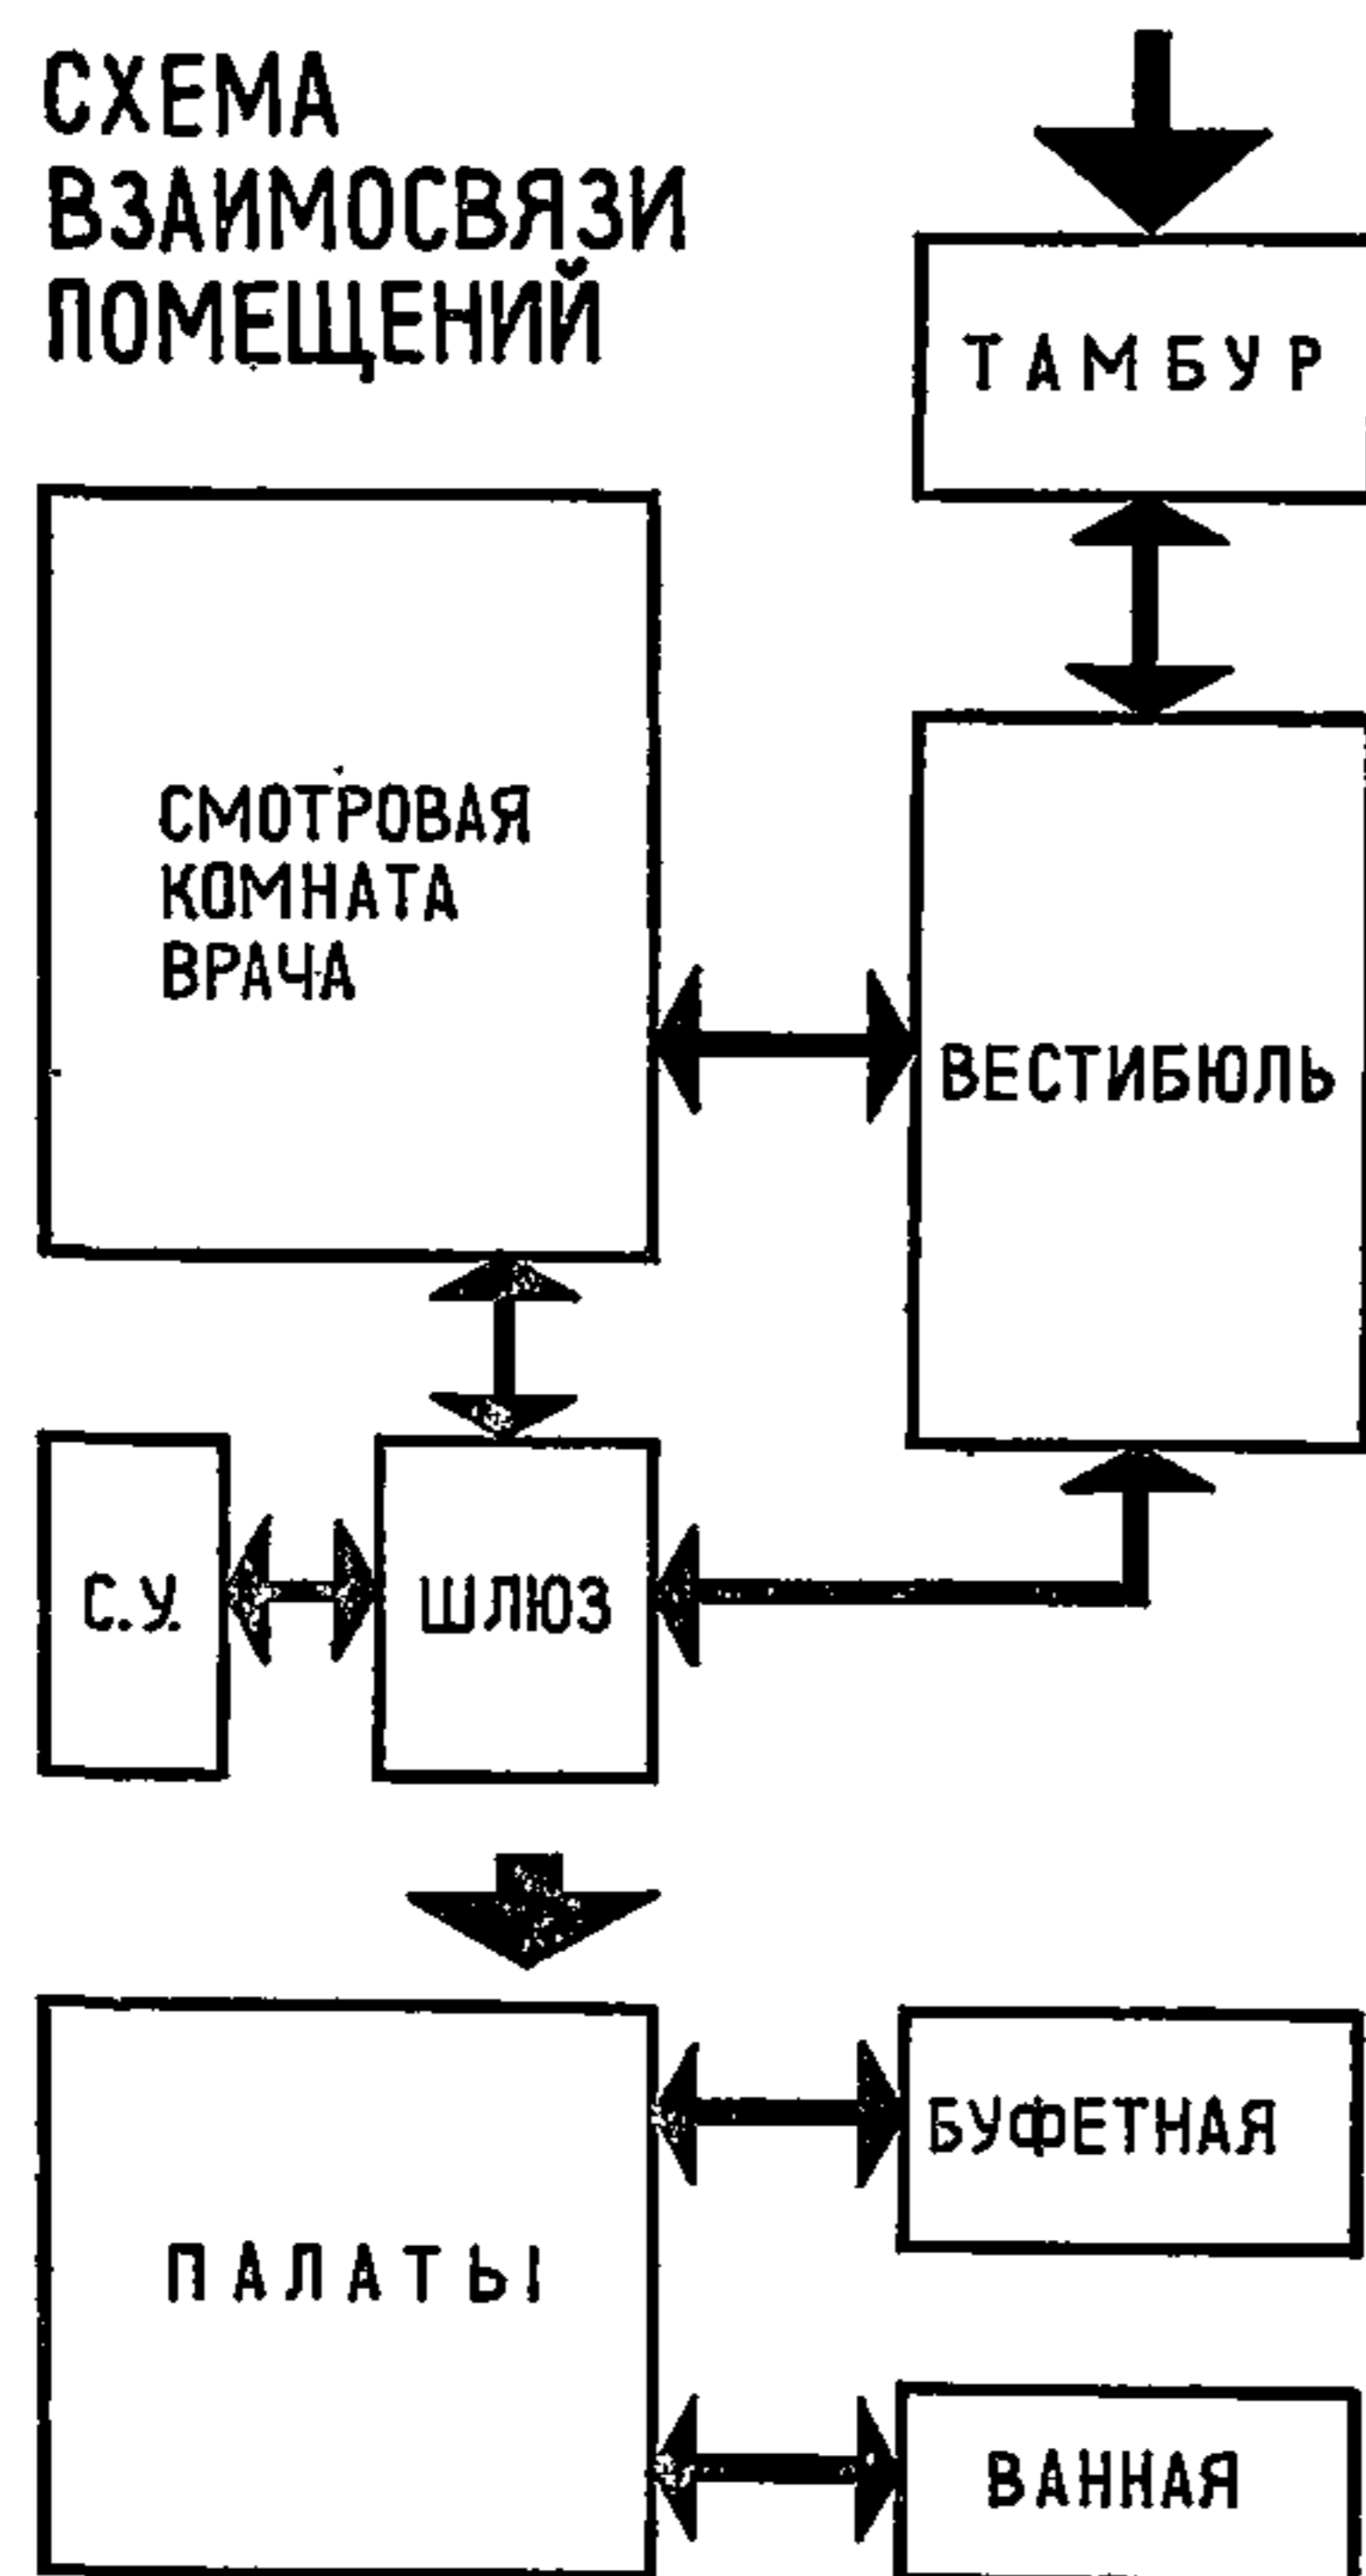 СХЕМА
ВЗАИМОСВЯЗИ
ПОМЕЩЕНИЙ
ТАМБУР
СМОТРОВАЯ
КОМНАТА
ВРАЧА
ВЕСТИБЮЛЬ
С.У.
ШЛЮЗ
БУФЕТНАЯ
ПАЛАТЫ
ВАННАЯ